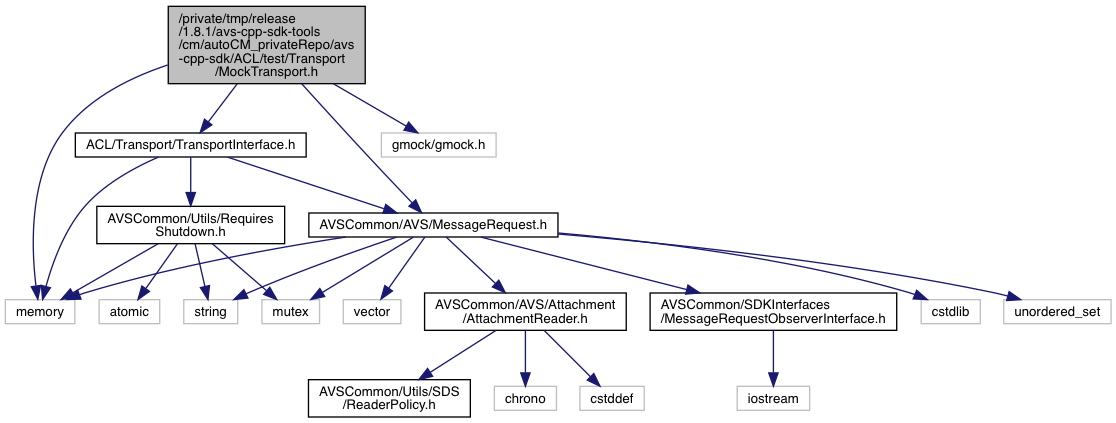 /private/tmp/release
/1.8.1/avs-cpp-sdk-tools
/cm/autoCM_privateRepo/avs
-cpp-sdk/ACL/test/Transport
/MockTransport.h
ACL/Transport/TransportInterface.h
gmock/gmock.h
AVSCommon/Utils/Requires
Shutdown.h
AVSCommon/AVS/MessageRequest.h
memory
atomic
string
mutex
vector
AVSCommon/AVS/Attachment
/AttachmentReader.h
AVSCommon/SDKInterfaces
/MessageRequestObserverInterface.h
cstdlib
unordered_set
AVSCommon/Utils/SDS
/ReaderPolicy.h
chrono
cstddef
iostream